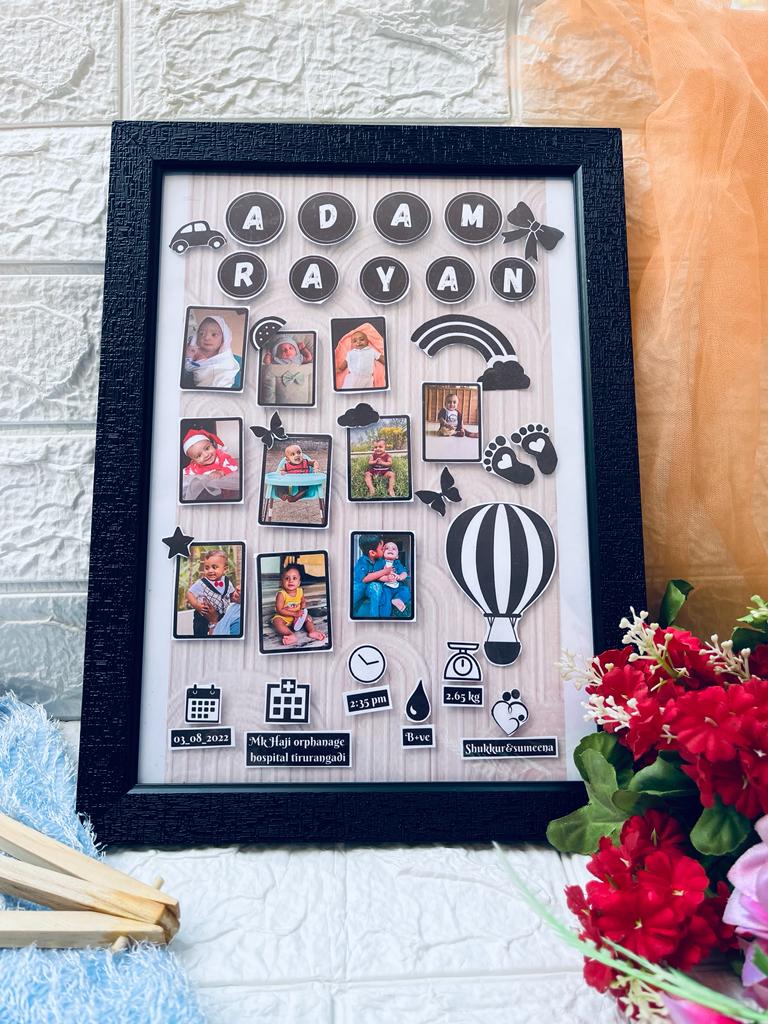 ADAM
RAYAN
2:35 pm
2.65 kg
03_08_2022
Mk Haji orphanage
hospital tirurangadi
B+ve
Shukkur&sumeena